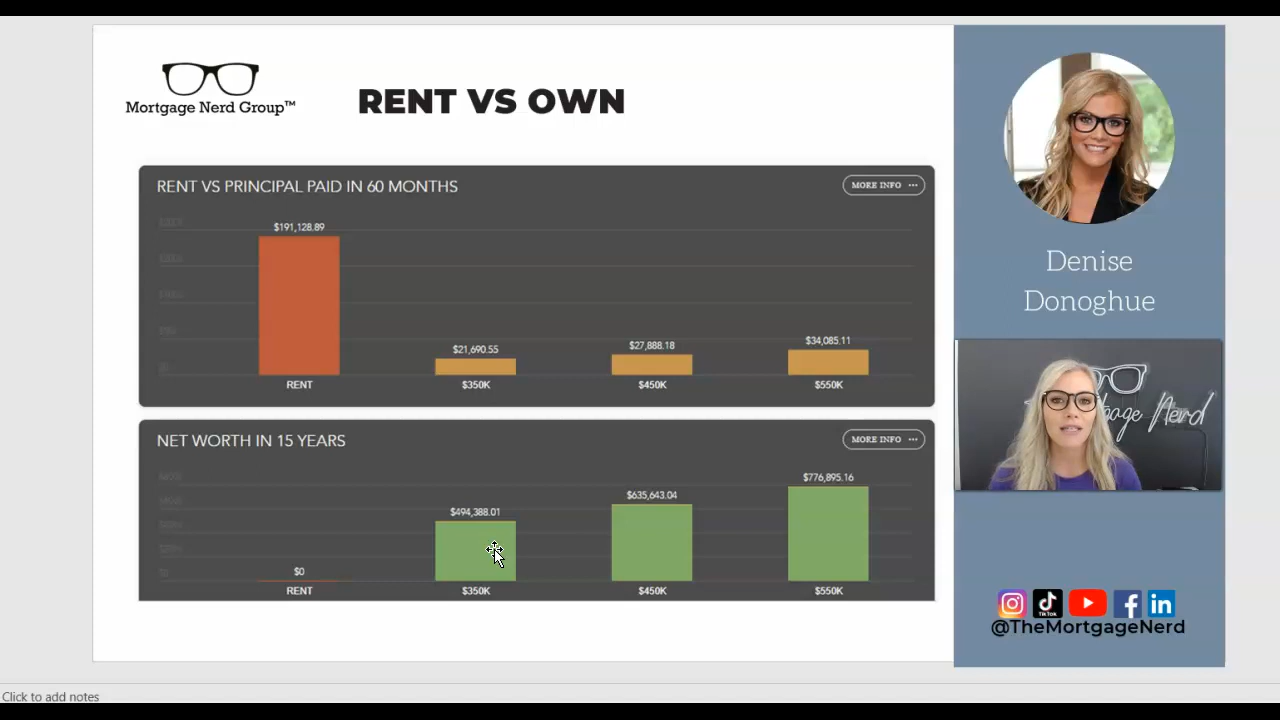 Mortgage Nerd Group™
RENT VS OWN
RENT VS PRINCIPAL PAID IN 60 MONTHS
MORE INFO ...
$191,128.89
$21,690.55
$27,888.18
$34,085.11
RENT
$350K
$450K
$550K
NET WORTH IN 15 YEARS
MORE INFO ...
$0
$494,388.01
$635,643.04
$776,895.16
RENT
$350K
$450K
$550K
Denise
Donoghue
Nerd
TikTok
@TheMortgageNerd
Click to add notes